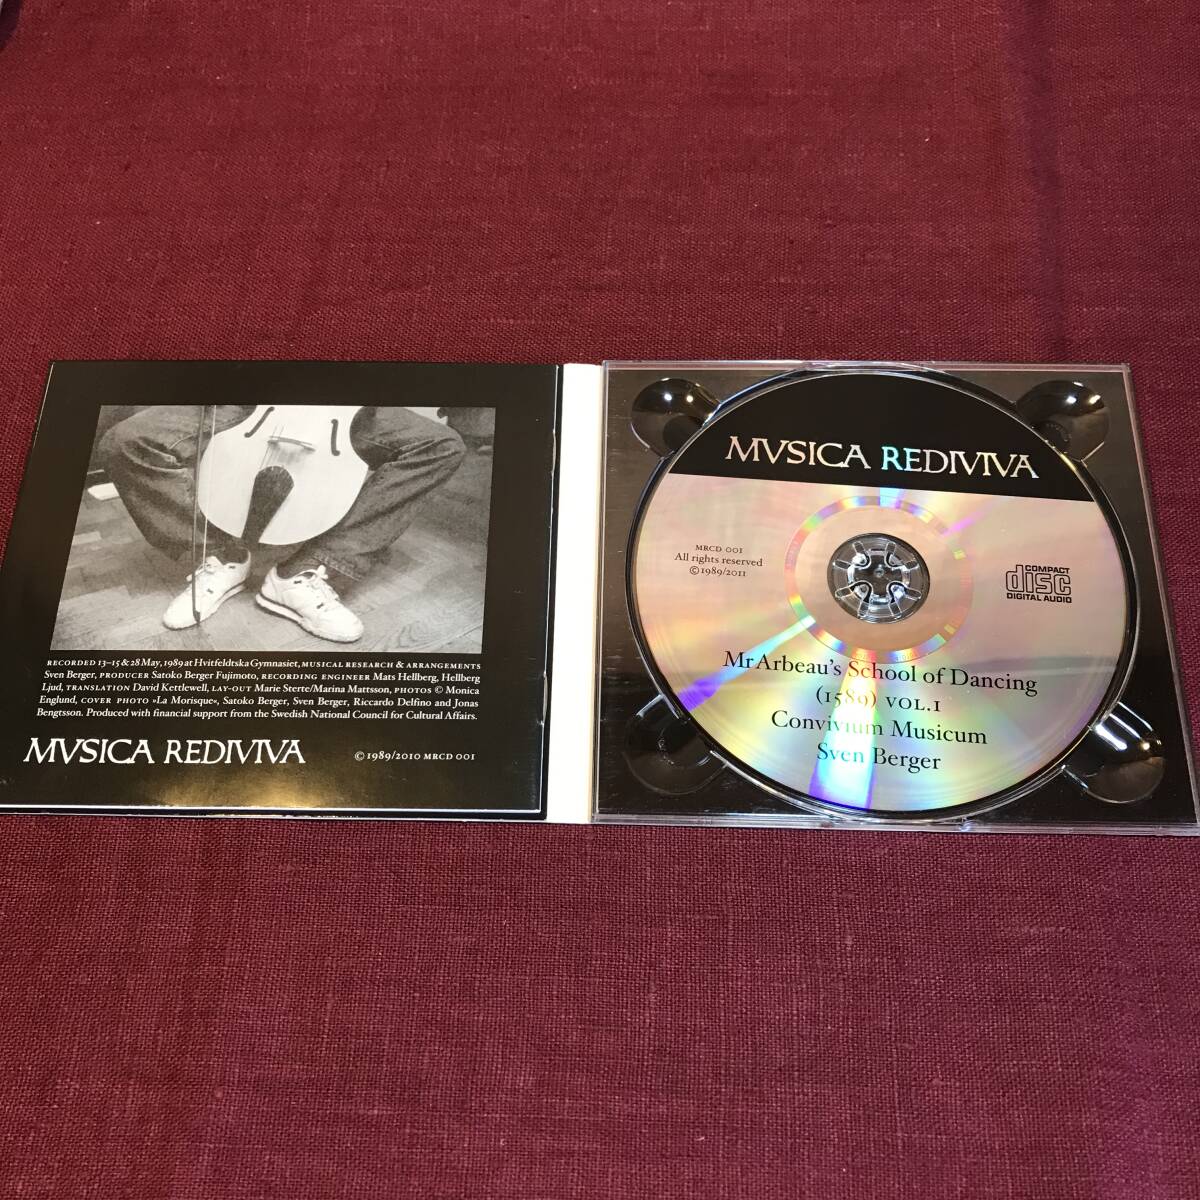 RECORDED 13–15 & 28 May, 1989 at Hvitfeldtska Gymnasiet, MUSICAL RESEARCH & ARRANGEMENTS
Sven Berger, PRODUCER Satoko Berger Fujimoto, RECORDING ENGINEER Mats Hellberg, Hellberg
Ljud, TRANSLATION David Kettlewell, LAY-OUT Marie Sterte/Marina Mattsson, PHOTOS © Monica
Englund, COVER PHOTO »La Morisque«, Satoko Berger, Sven Berger, Riccardo Delfino and Jonas
Bengtsson. Produced with financial support from the Swedish National Council for Cultural Affairs.
MVSICA REDIVIVA
© 1989/2010 MRCD 001
MVSICA REDIVIVA
MRCD 001
All rights reserved
© 1989/2011
COMPACT
disc
DIGITAL AUDIO
Mr Arbeau's School of Dancing
(1589) VOL.1
Convivium Musicum
Sven Berger